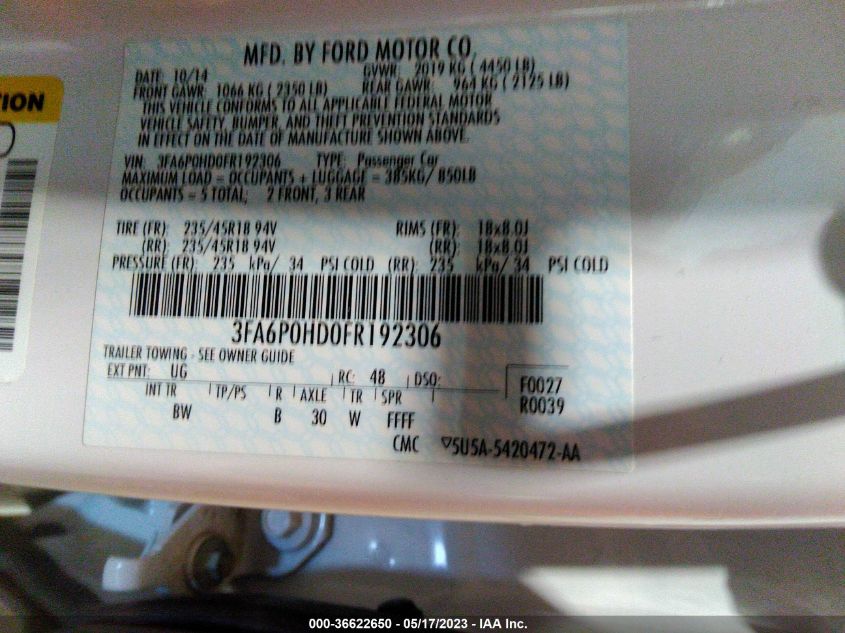 MFD. BY FORD MOTOR CO.
DATE: 10/14 GVWR: 2019 KG ( 4450 LB)
FRONT GAWR: 1066 KG ( 2350 LB) REAR GAWR: 964 KG ( 2125 LB)
THIS VEHICLE CONFORMS TO ALL APPLICABLE FEDERAL MOTOR
VEHICLE SAFETY, BUMPER, AND THEFT PREVENTION STANDARDS
IN EFFECT ON THE DATE OF MANUFACTURE SHOWN ABOVE.
VIN: 3FA6P0HD0FR192306 TYPE: Passenger Car
MAXIMUM LOAD = OCCUPANTS + LUGGAGE = 385KG/ 850LB
OCCUPANTS = 5 TOTAL, 2 FRONT, 3 REAR
TIRE (FR): 235/45R18 94V RIMS (FR): 18x8.0J
(RR): 235/45R18 94V (RR): 18x8.0J
PRESSURE (FR): 235 kPa/ 34 PSI COLD (RR): 235 kPa/ 34 PSI COLD
3FA6P0HD0FR192306
TRAILER TOWING - SEE OWNER GUIDE
EXT PNT: UG RC: 48 DSO: F0027
INT TR TP/PS R AXLE TR SPR R0039
BW B 30 W FFFF
CMC ▽5U5A-5420472-AA
000-36622650 - 05/17/2023 - IAA Inc.